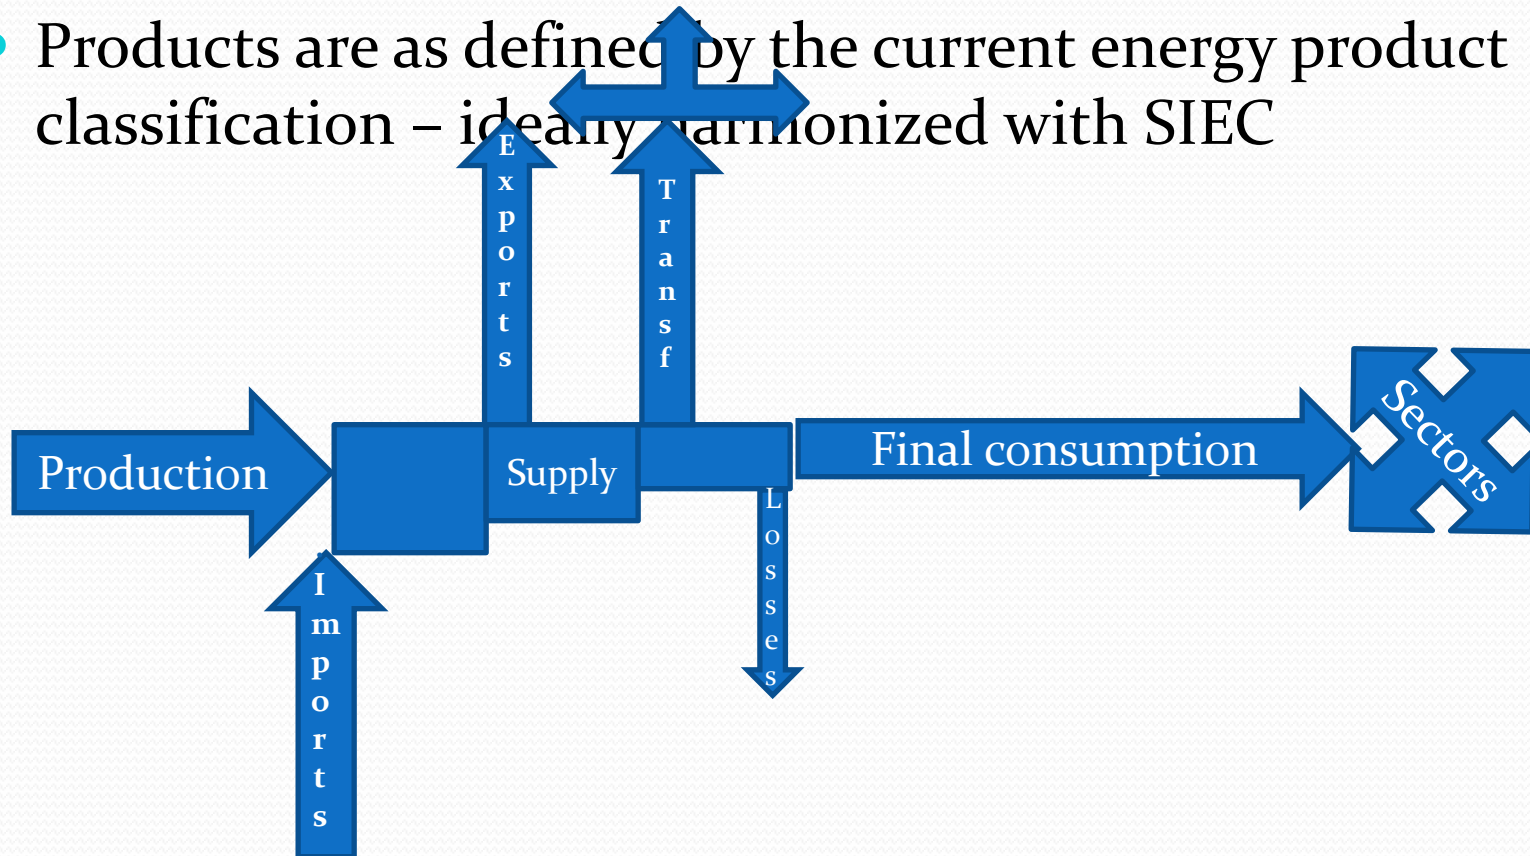 Products are as defined by the current energy product
classification – ideally harmonized with SIEC
Exports
Transf
Production
Supply
Final consumption
Sectors
Losses
Imports